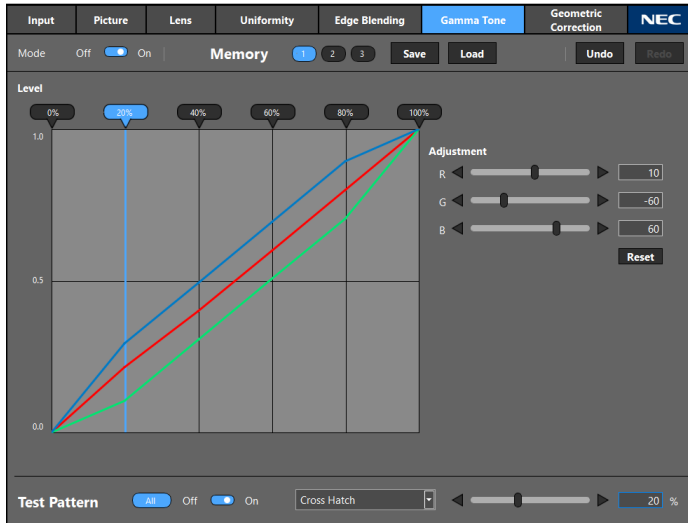 Input Picture Lens Uniformity Edge Blending Gamma Tone Geometric Correction NEC
Mode Off On Memory 1 2 3 Save Load Undo Redo
Level
0% 20% 40% 60% 80% 100%
1.0
Adjustment
R 10
G -60
B 60
Reset
0.5
0.0
Test Pattern All Off On Cross Hatch 20 %